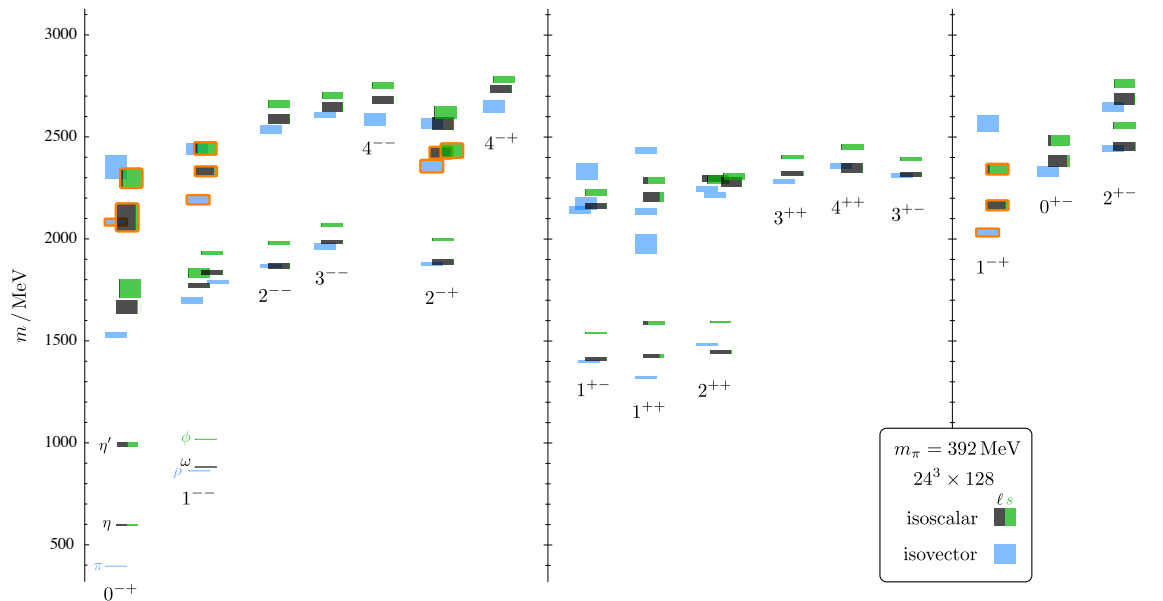 3000
2500
2000
1500
1000
500
m / MeV
4⁻⁻
4⁻⁺
2⁻⁻
3⁻⁻
2⁻⁺
η′
ϕ
ω
ρ
1⁻⁻
η
π
0⁻⁺
3⁺⁺
4⁺⁺
3⁺⁻
1⁺⁻
1⁺⁺
2⁺⁺
2⁺⁻
0⁺⁻
1⁻⁺
m_π = 392 MeV
24³ × 128
ℓ s
isoscalar
isovector